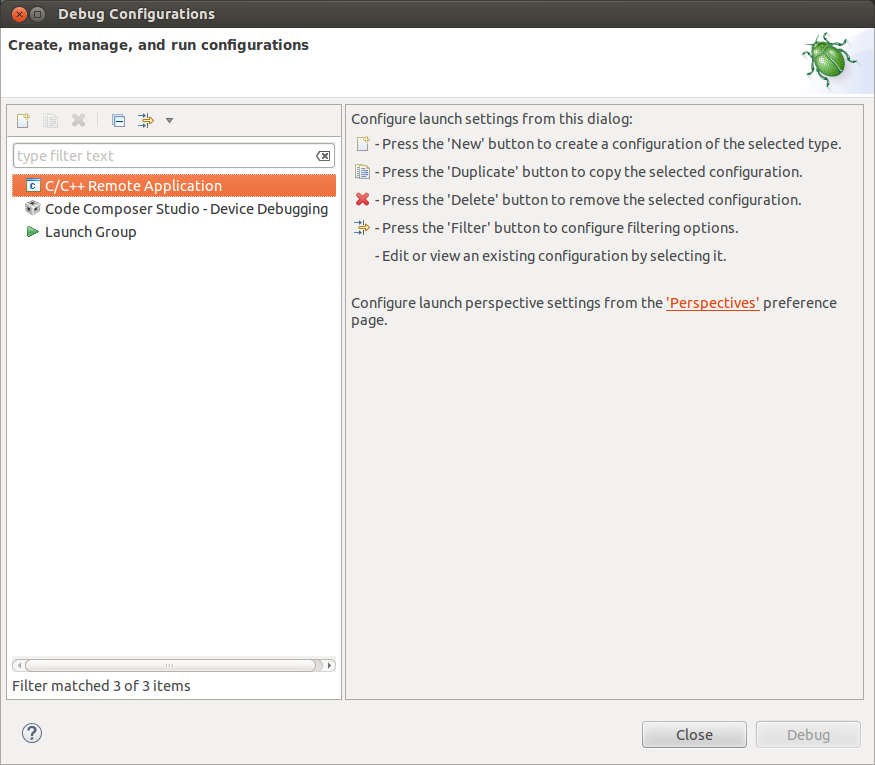 Debug Configurations
Create, manage, and run configurations
type filter text
C/C++ Remote Application
Code Composer Studio - Device Debugging
Launch Group
Filter matched 3 of 3 items
Configure launch settings from this dialog:
- Press the 'New' button to create a configuration of the selected type.
- Press the 'Duplicate' button to copy the selected configuration.
- Press the 'Delete' button to remove the selected configuration.
- Press the 'Filter' button to configure filtering options.
- Edit or view an existing configuration by selecting it.
Configure launch perspective settings from the 'Perspectives' preference
page.
Close
Debug